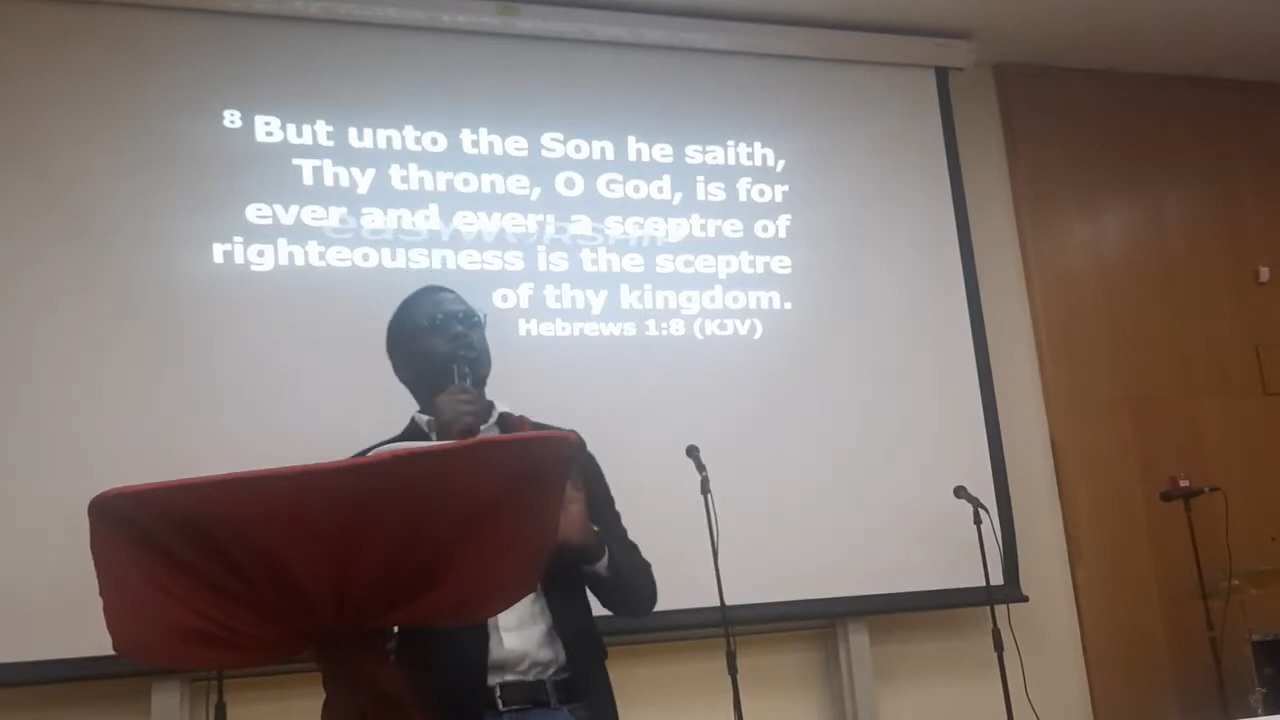 8 But unto the Son he saith,
Thy throne, O God, is for
ever and ever: a sceptre of
EASYWORSHIP
righteousness is the sceptre
of thy kingdom.
Hebrews 1:8 (KJV)